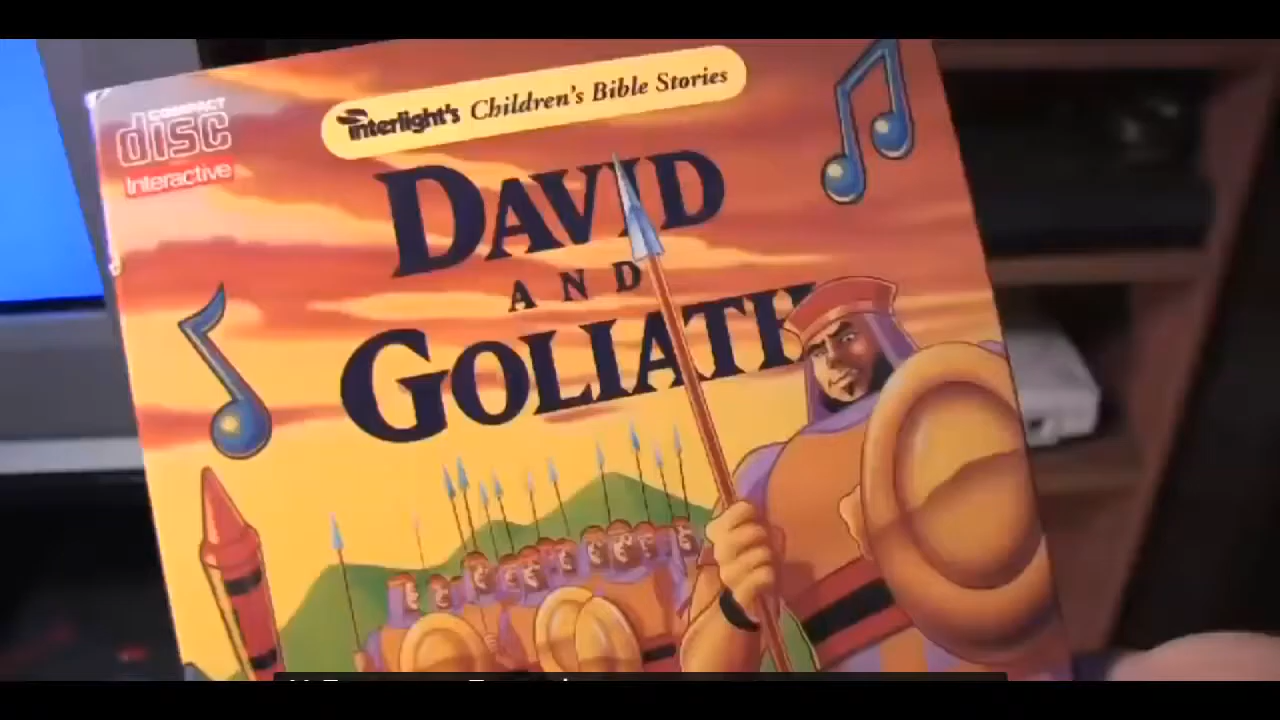 COMPACT
disc
Interactive
interlight's Children's Bible Stories
DAVID
AND
GOLIATH